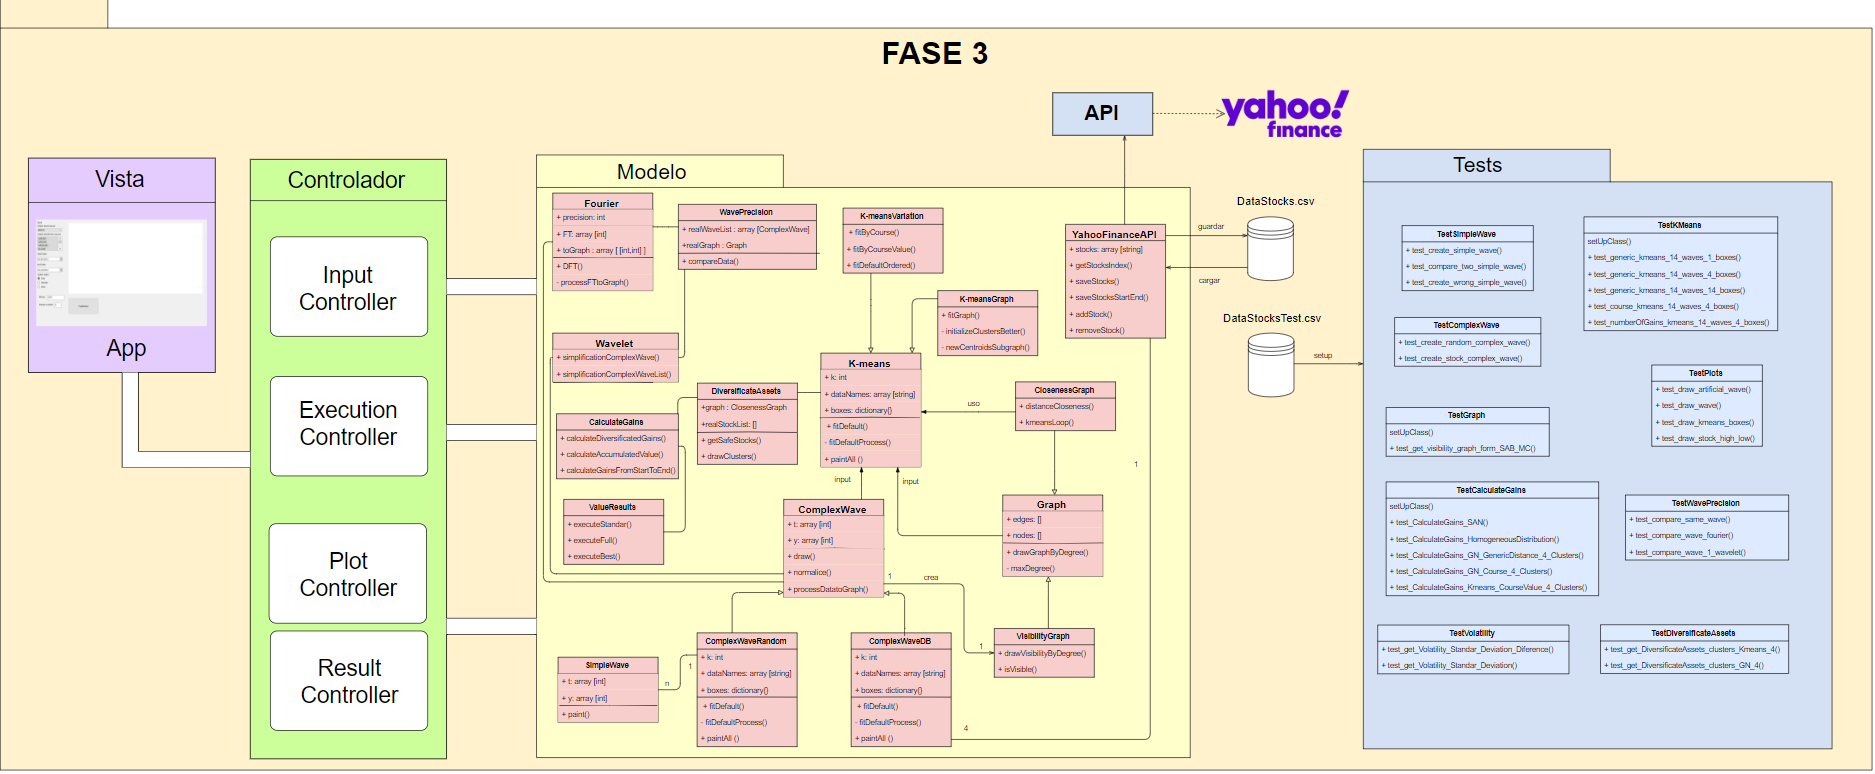 FASE 3
Vista
App
Controlador
Input
Controller
Execution
Controller
Plot
Controller
Result
Controller
Modelo
Fourier
+ precision: int
+ FT: array [int]
+ toGraph : array [ [int,int] ]
+ DFT()
- processFTtoGraph()
WavePrecision
+ realWaveList : array [ComplexWave]
+realGraph : Graph
+ compareData()
K-meansVariation
+ fitByCourse()
+ fitByCourseValue()
+ fitDefaultOrdered()
K-meansGraph
+ fitGraph()
- initializeClustersBetter()
- newCentroidsSubgraph()
Wavelet
+ simplificationComplexWave()
+ simplificationComplexWaveList()
DiversificateAssets
+graph : ClosenessGraph
+realStockList: []
+ getSafeStocks()
+ drawClusters()
K-means
+ k: int
+ dataNames: array [string]
+ boxes: dictionary{}
+ fitDefault()
- fitDefaultProcess()
+ paintAll ()
uso
ClosenessGraph
+ distanceCloseness()
+ kmeansLoop()
CalculateGains
+ calculateDiversificatedGains()
+ calculateAccumulatedValue()
+ calculateGainsFromStartToEnd()
ValueResults
+ executeStandar()
+ executeFull()
+ executeBest()
input
input
ComplexWave
+ t: array [int]
+ y: array [int]
+ draw()
+ normalice()
+ processDatatoGraph()
Graph
+ edges: []
+ nodes: []
+ drawGraphByDegree()
- maxDegree()
1
crea
1
SimpleWave
+ t: array [int]
+ y: array [int]
+ paint()
n
1
ComplexWaveRandom
+ k: int
+ dataNames: array [string]
+ boxes: dictionary{}
+ fitDefault()
- fitDefaultProcess()
+ paintAll ()
ComplexWaveDB
+ k: int
+ dataNames: array [string]
+ boxes: dictionary{}
+ fitDefault()
- fitDefaultProcess()
+ paintAll ()
VisibilityGraph
+ drawVisibilityByDegree()
+ isVisible()
4
1
API
yahoo!
finance
YahooFinanceAPI
+ stocks: array [string]
+ getStocksIndex()
+ saveStocks()
+ saveStocksStartEnd()
+ addStock()
+ removeStock()
guardar
cargar
DataStocks.csv
DataStocksTest.csv
setup
Tests
TestSimpleWave
+ test_create_simple_wave()
+ test_compare_two_simple_wave()
+ test_create_wrong_simple_wave()
TestKMeans
setUpClass()
+ test_generic_kmeans_14_waves_1_boxes()
+ test_generic_kmeans_14_waves_4_boxes()
+ test_generic_kmeans_14_waves_14_boxes()
+ test_course_kmeans_14_waves_4_boxes()
+ test_numberOfGains_kmeans_14_waves_4_boxes()
TestComplexWave
+ test_create_random_complex_wave()
+ test_create_stock_complex_wave()
TestPlots
+ test_draw_artificial_wave()
+ test_draw_wave()
+ test_draw_kmeans_boxes()
+ test_draw_stock_high_low()
TestGraph
setUpClass()
+ test_get_visibility_graph_form_SAB_MC()
TestCalculateGains
setUpClass()
+ test_CalculateGains_SAN()
+ test_CalculateGains_HomogeneousDistribution()
+ test_CalculateGains_GN_GenericDistance_4_Clusters()
+ test_CalculateGains_GN_Course_4_Clusters()
+ test_CalculateGains_Kmeans_CourseValue_4_Clusters()
TestWavePrecision
+ test_compare_same_wave()
+ test_compare_wave_fourier()
+ test_compare_wave_1_wavelet()
TestVolatility
+ test_get_Volatility_Standar_Deviation_Diference()
+ test_get_Volatility_Standar_Deviation()
TestDiversificateAssets
+ test_get_DiversificateAssets_clusters_Kmeans_4()
+ test_get_DiversificateAssets_clusters_GN_4()